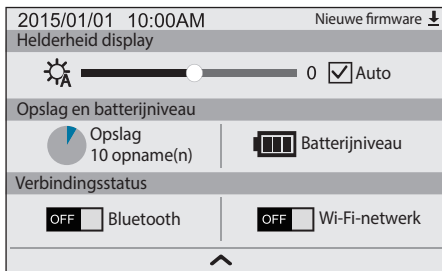 2015/01/01 10:00AM Nieuwe firmware
Helderheid display
A 0 Auto
Opslag en batterijniveau
Opslag
10 opname(n)
Batterijniveau
Verbindingsstatus
OFF Bluetooth
OFF Wi-Fi-netwerk